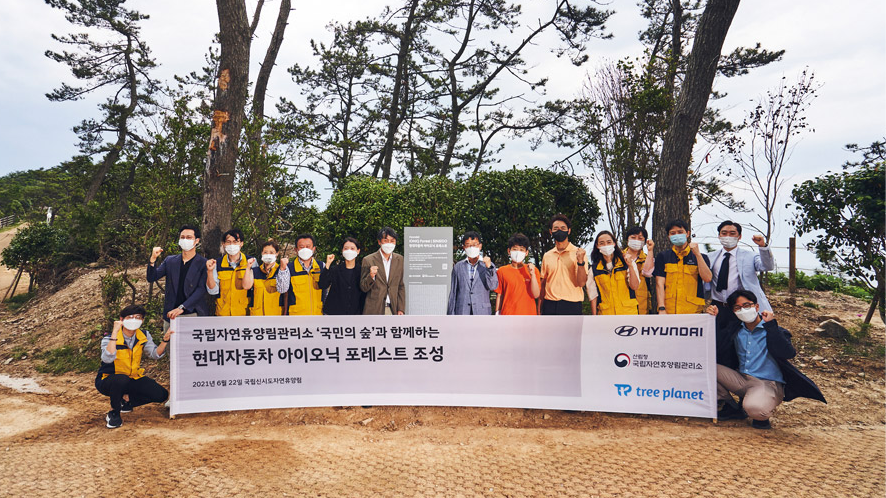 국립자연휴양림관리소 '국민의 숲'과 함께하는
현대자동차 아이오닉 포레스트 조성
2021년 6월 22일 국립신시도자연휴양림
HYUNDAI
산림청
국립자연휴양림관리소
tree planet